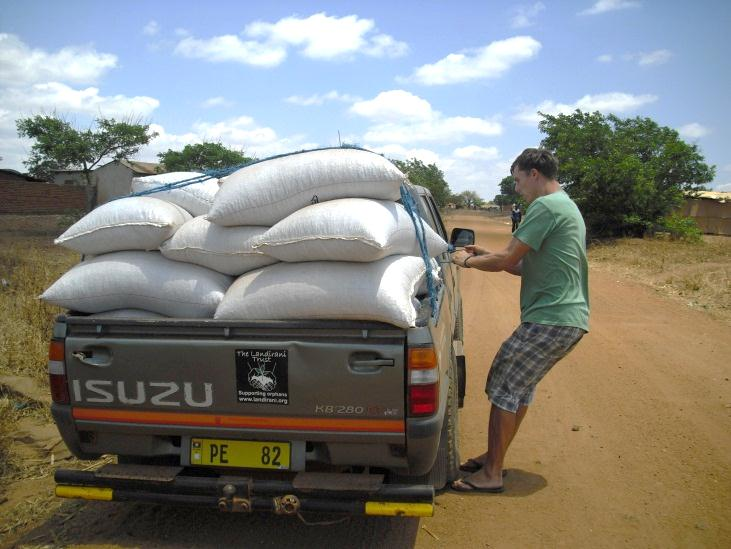 The Landirani
Trust
Supporting orphans
www.landirani.org
ISUZU
KB280
PE 82